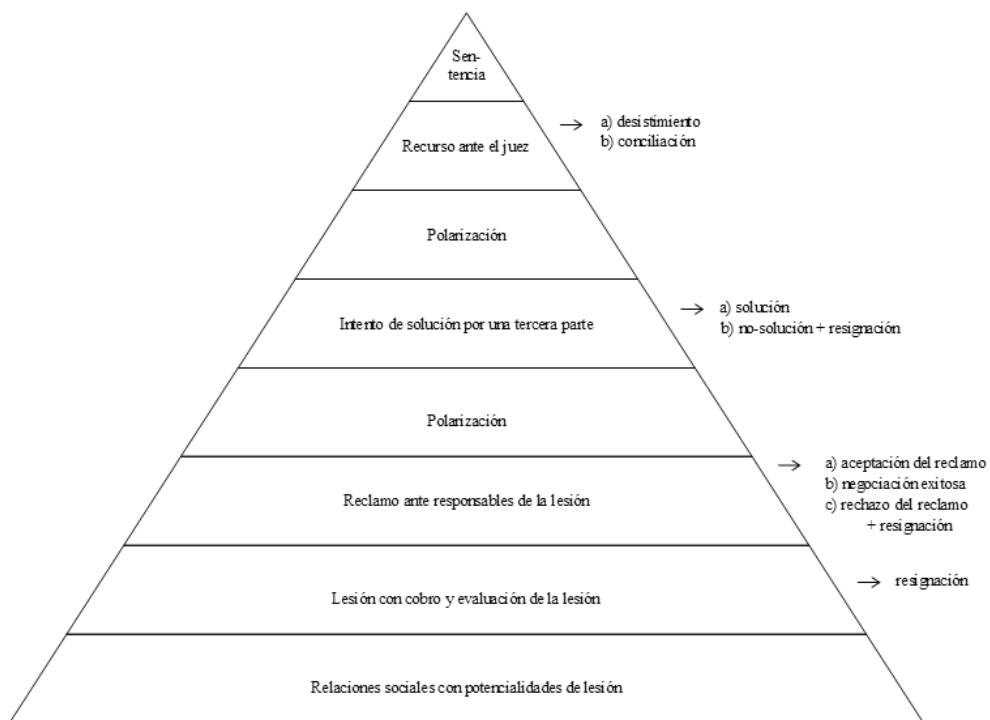 Sen-
tencia
→ a) desistimiento
b) conciliación
Recurso ante el juez
Polarización
→ a) solución
b) no-solución + resignación
Intento de solución por una tercera parte
Polarización
→ a) aceptación del reclamo
b) negociación exitosa
c) rechazo del reclamo
+ resignación
Reclamo ante responsables de la lesión
→ resignación
Lesión con cobro y evaluación de la lesión
Relaciones sociales con potencialidades de lesión